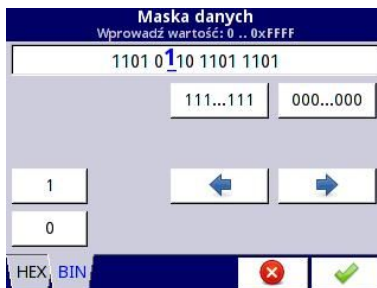 Maska danych
Wprowadź wartość: 0 .. 0xFFFF
1101 0110 1101 1101
111...111 000...000
1
0
HEX BIN